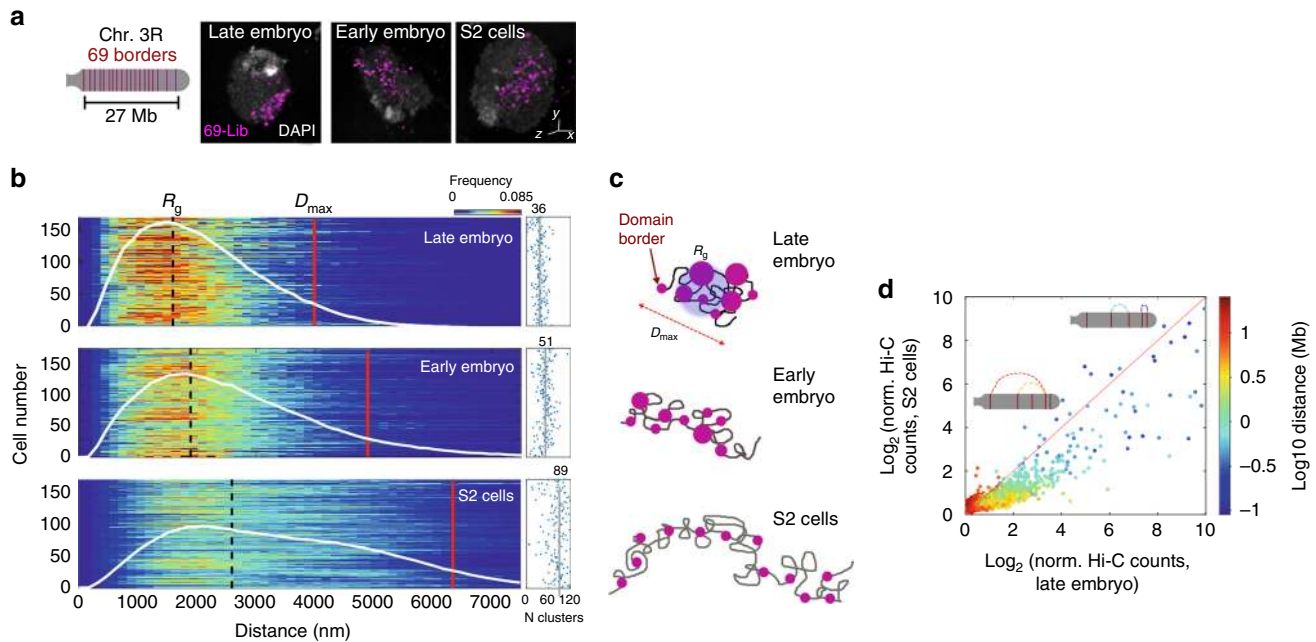 a
Chr. 3R
69 borders
27 Mb
Late embryo
Early embryo
S2 cells
69-Lib
DAPI
y
z
x
b
Rg
Dmax
Frequency
0
0.085
36
Late embryo
150
100
50
0
51
Early embryo
150
100
50
0
89
S2 cells
150
100
50
0
Cell number
0 1000 2000 3000 4000 5000 6000 7000
Distance (nm)
0 60 120
N clusters
c
Domain
border
Rg
Late
embryo
Dmax
Early
embryo
S2 cells
d
10
8
6
4
2
0
0 2 4 6 8 10
Log2 (norm. Hi-C
counts, S2 cells)
Log2 (norm. Hi-C counts,
late embryo)
1
0.5
0
−0.5
−1
Log10 distance (Mb)